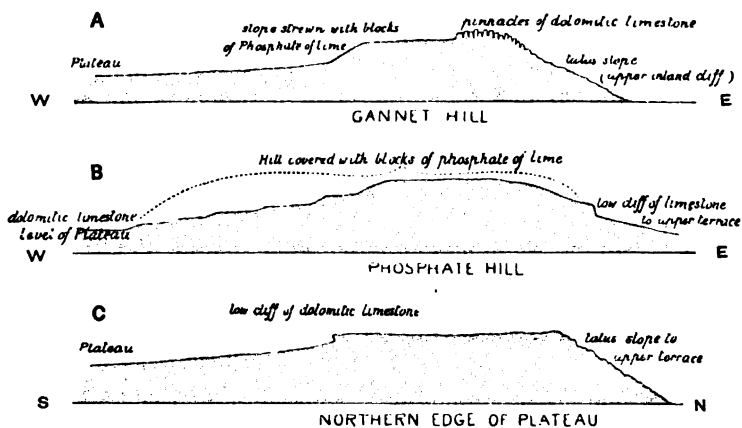 A
slope strewn with blocks
of Phosphate of lime
pinnacles of dolomitic limestone
Plateau
talus slope
(upper inland cliff)
W
E
GANNET HILL
B
Hill covered with blocks of phosphate of lime
dolomitic limestone
level of Plateau
low cliff of limestone
to upper terrace
W
E
PHOSPHATE HILL
C
low cliff of dolomitic limestone
Plateau
talus slope to
upper terrace
S
N
NORTHERN EDGE OF PLATEAU